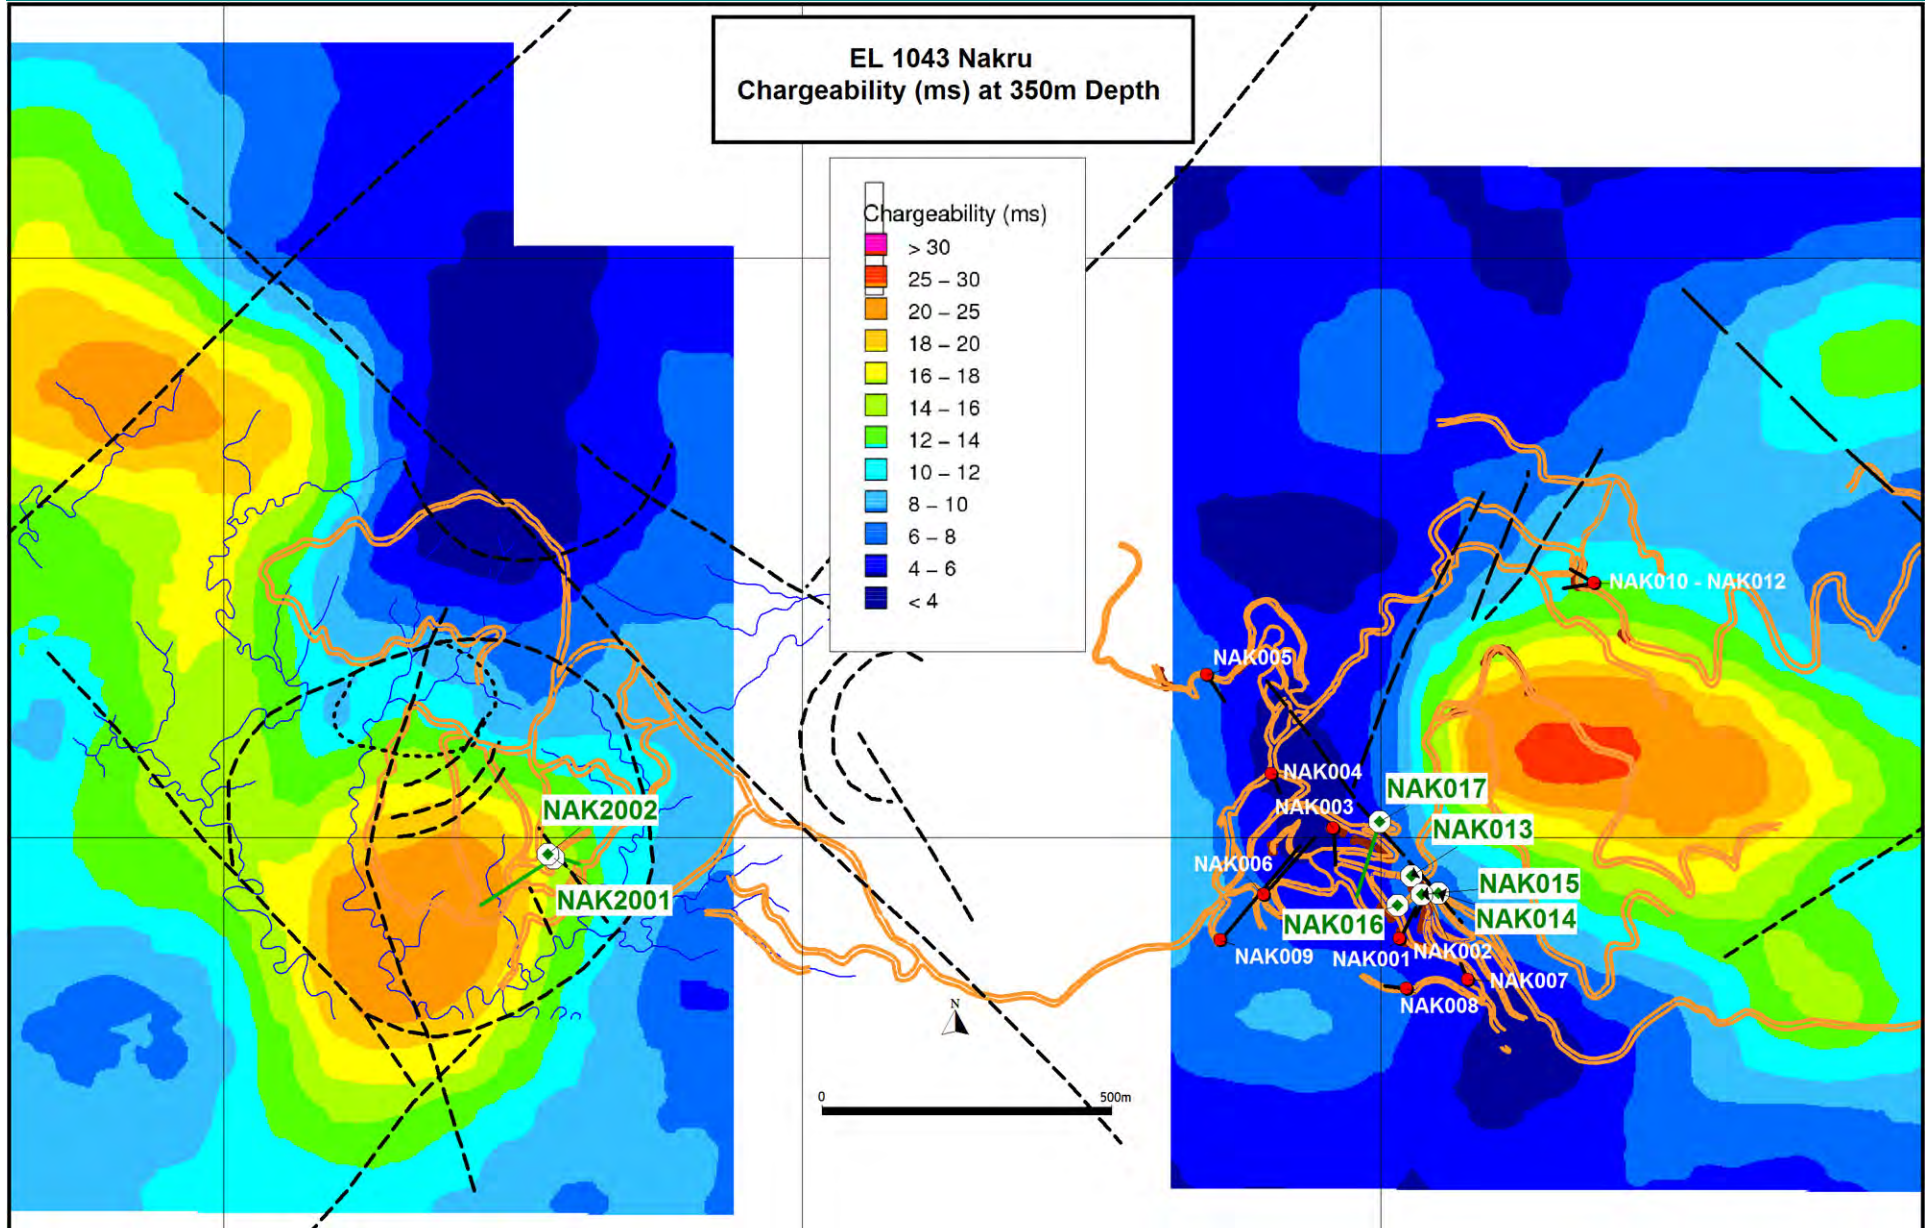 EL 1043 Nakru
Chargeability (ms) at 350m Depth
Chargeability (ms)
> 30
25 – 30
20 – 25
18 – 20
16 – 18
14 – 16
12 – 14
10 – 12
8 – 10
6 – 8
4 – 6
< 4
NAK010 - NAK012
NAK005
NAK004
NAK017
NAK003
NAK013
NAK2002
NAK006
NAK015
NAK2001
NAK016
NAK014
NAK009
NAK001
NAK002
NAK007
NAK008
N
0
500m